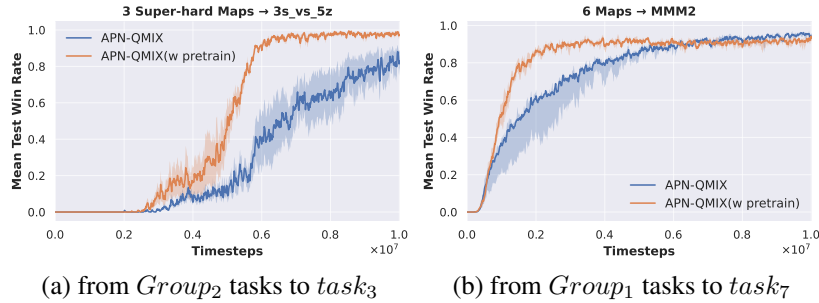 3 Super-hard Maps → 3s_vs_5z
APN-QMIX
APN-QMIX(w pretrain)
Mean Test Win Rate
1.0
0.8
0.6
0.4
0.2
0.0
0.0 0.2 0.4 0.6 0.8 1.0
Timesteps
×10⁷
(a) from Group₂ tasks to task₃
6 Maps → MMM2
APN-QMIX
APN-QMIX(w pretrain)
Mean Test Win Rate
1.0
0.8
0.6
0.4
0.2
0.0
0.0 0.2 0.4 0.6 0.8 1.0
Timesteps
×10⁷
(b) from Group₁ tasks to task₇